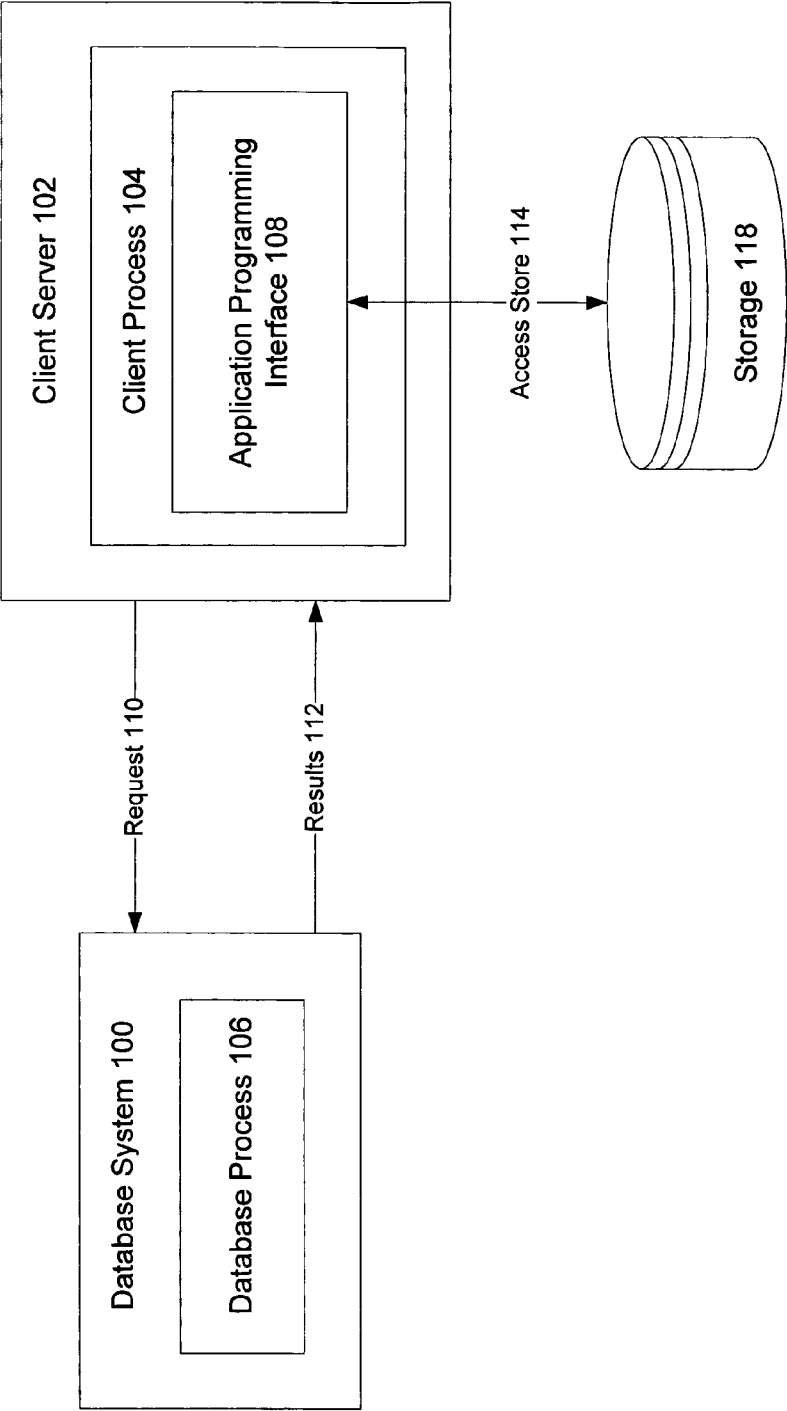 Client Server 102
Client Process 104
Application Programming
Interface 108
Request 110
Results 112
Access Store 114
Database System 100
Database Process 106
Storage 118